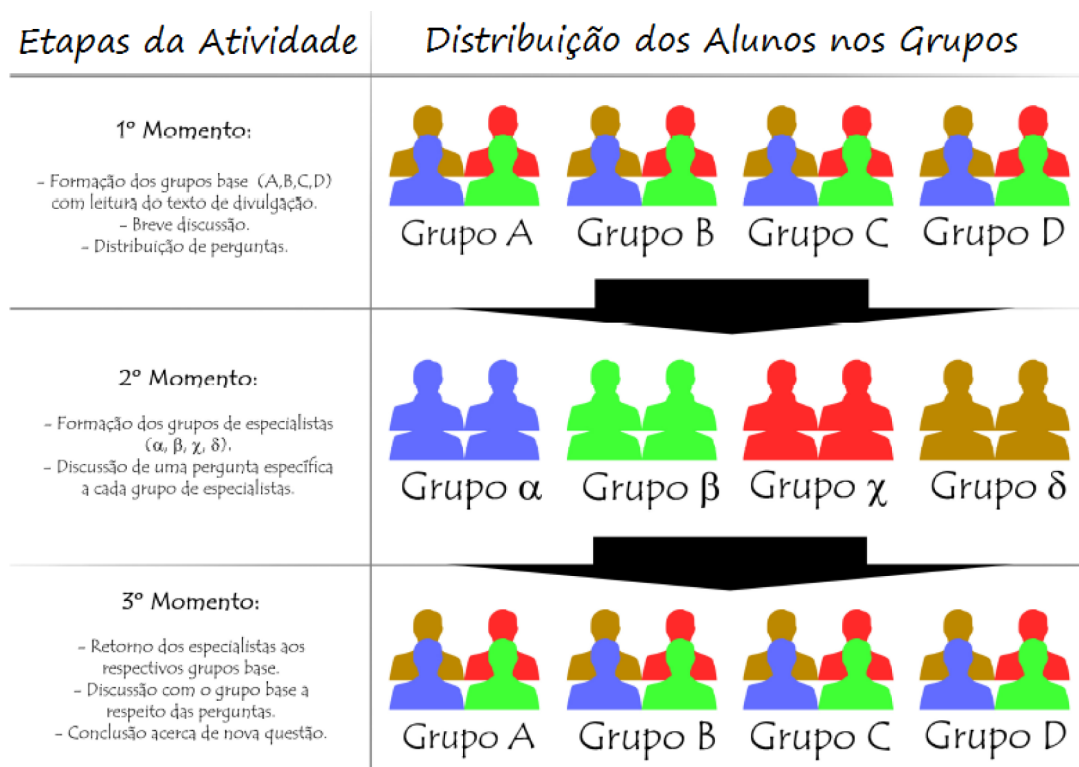 Etapas da Atividade
Distribuição dos Alunos nos Grupos
1º Momento:
- Formação dos grupos base (A,B,C,D)
com leitura do texto de divulgação.
- Breve discussão.
- Distribuição de perguntas.
Grupo A
Grupo B
Grupo C
Grupo D
2º Momento:
- Formação dos grupos de especialistas
(α, β, χ, δ).
- Discussão de uma pergunta específica
a cada grupo de especialistas.
Grupo α
Grupo β
Grupo χ
Grupo δ
3º Momento:
- Retorno dos especialistas aos
respectivos grupos base.
- Discussão com o grupo base a
respeito das perguntas.
- Conclusão acerca de nova questão.
Grupo A
Grupo B
Grupo C
Grupo D